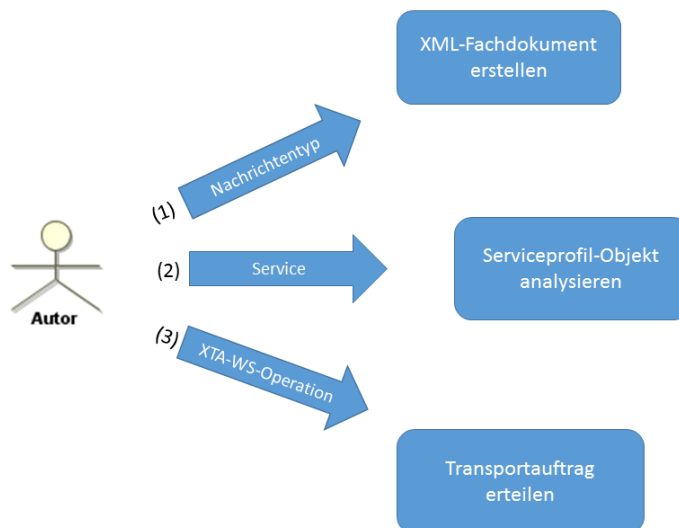 XML-Fachdokument
erstellen
(1)
Nachrichtentyp
(2)
Service
Serviceprofil-Objekt
analysieren
Autor
(3)
XTA-WS-Operation
Transportauftrag
erteilen